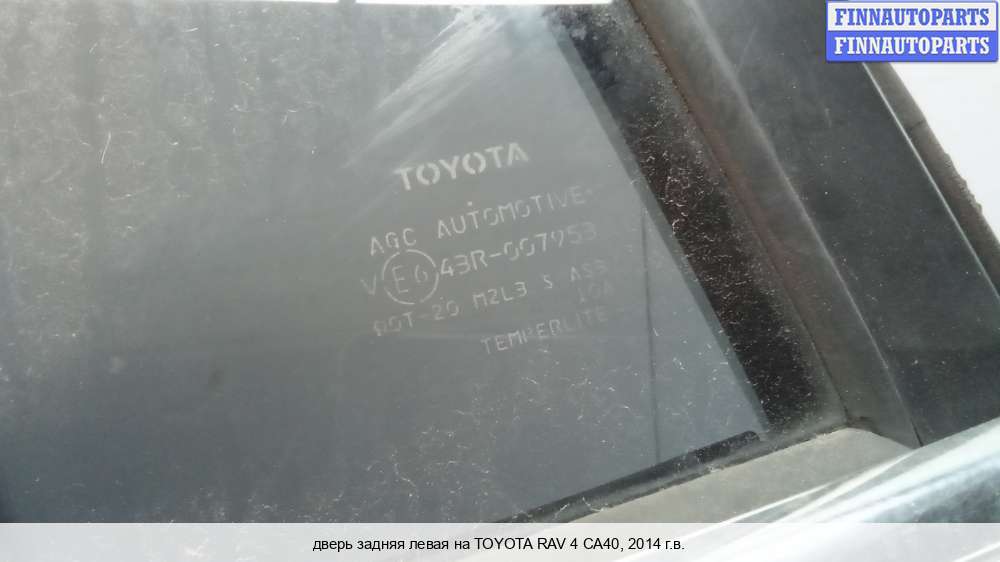 FINNAUTOPARTS
FINNAUTOPARTS
TOYOTA
AGC AUTOMOTIVE
V E6 43R-007953
DOT-20 M2L3 S AS3
TEMPERLITE
дверь задняя левая на TOYOTA RAV 4 CA40, 2014 г.в.